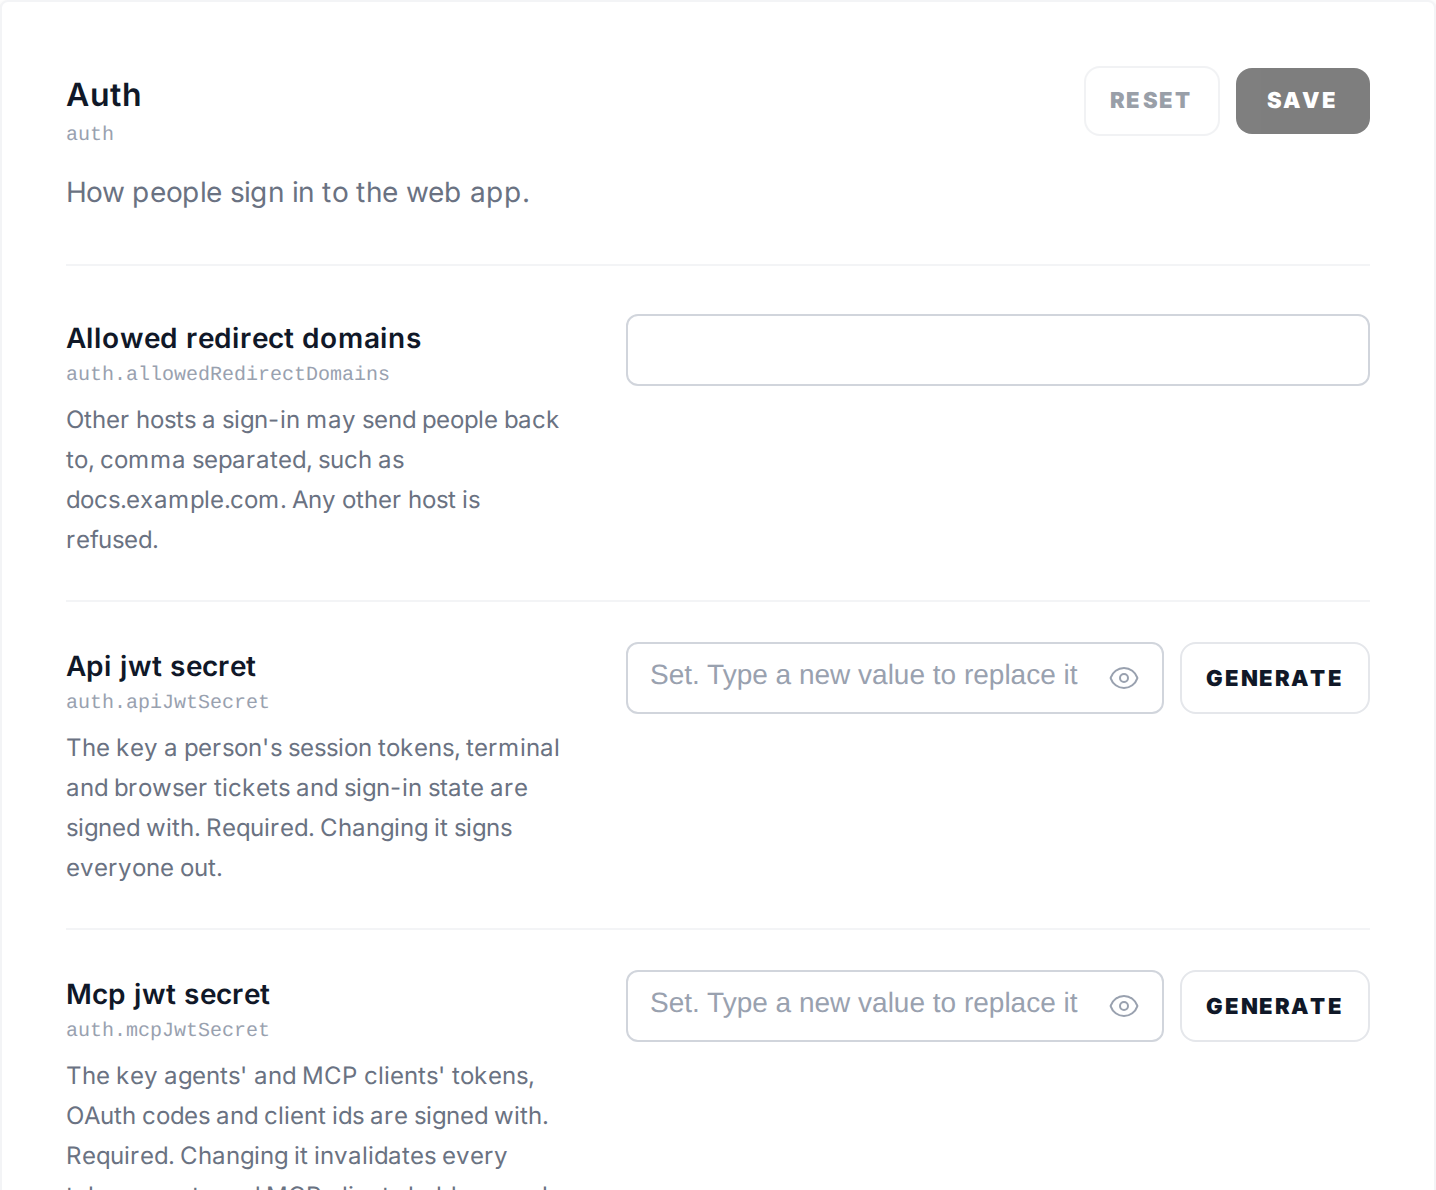 Auth
RESET
SAVE
auth
How people sign in to the web app.
Allowed redirect domains
auth.allowedRedirectDomains
Other hosts a sign-in may send people back
to, comma separated, such as
docs.example.com. Any other host is
refused.
Api jwt secret
Set. Type a new value to replace it
GENERATE
auth.apiJwtSecret
The key a person's session tokens, terminal
and browser tickets and sign-in state are
signed with. Required. Changing it signs
everyone out.
Mcp jwt secret
Set. Type a new value to replace it
GENERATE
auth.mcpJwtSecret
The key agents' and MCP clients' tokens,
OAuth codes and client ids are signed with.
Required. Changing it invalidates every